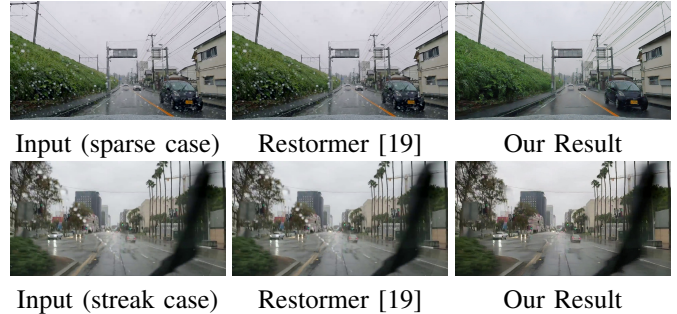 Input (sparse case) Restormer [19] Our Result
Input (streak case) Restormer [19] Our Result